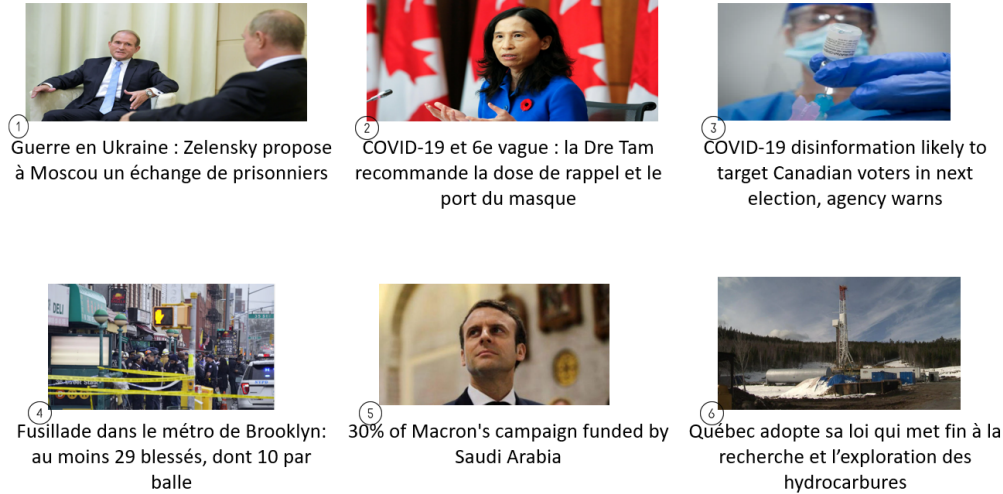 1
Guerre en Ukraine : Zelensky propose
à Moscou un échange de prisonniers
2
COVID-19 et 6e vague : la Dre Tam
recommande la dose de rappel et le
port du masque
3
COVID-19 disinformation likely to
target Canadian voters in next
election, agency warns
DELI
4
Fusillade dans le métro de Brooklyn:
au moins 29 blessés, dont 10 par
balle
5
30% of Macron's campaign funded by
Saudi Arabia
6
Québec adopte sa loi qui met fin à la
recherche et l’exploration des
hydrocarbures